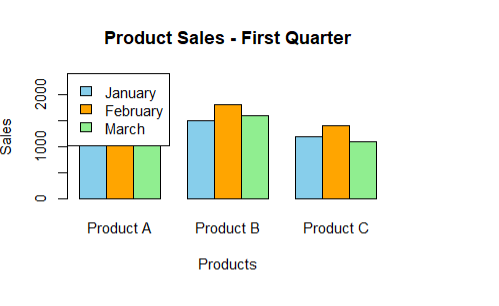 Product Sales - First Quarter
Sales
2000
1000
0
January
February
March
Product A Product B Product C
Products